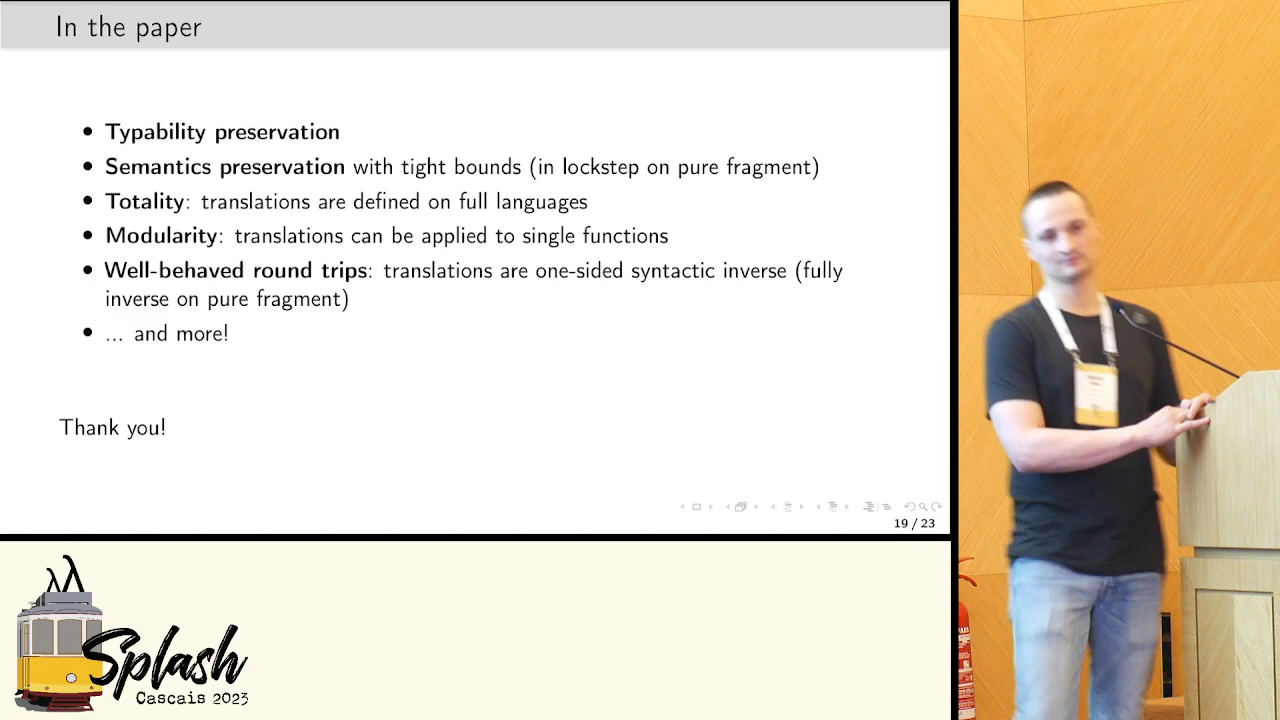 In the paper
• Typability preservation
• Semantics preservation with tight bounds (in lockstep on pure fragment)
• Totality: translations are defined on full languages
• Modularity: translations can be applied to single functions
• Well-behaved round trips: translations are one-sided syntactic inverse (fully
inverse on pure fragment)
• ... and more!
Thank you!
19 / 23
Splash
Cascais 2023